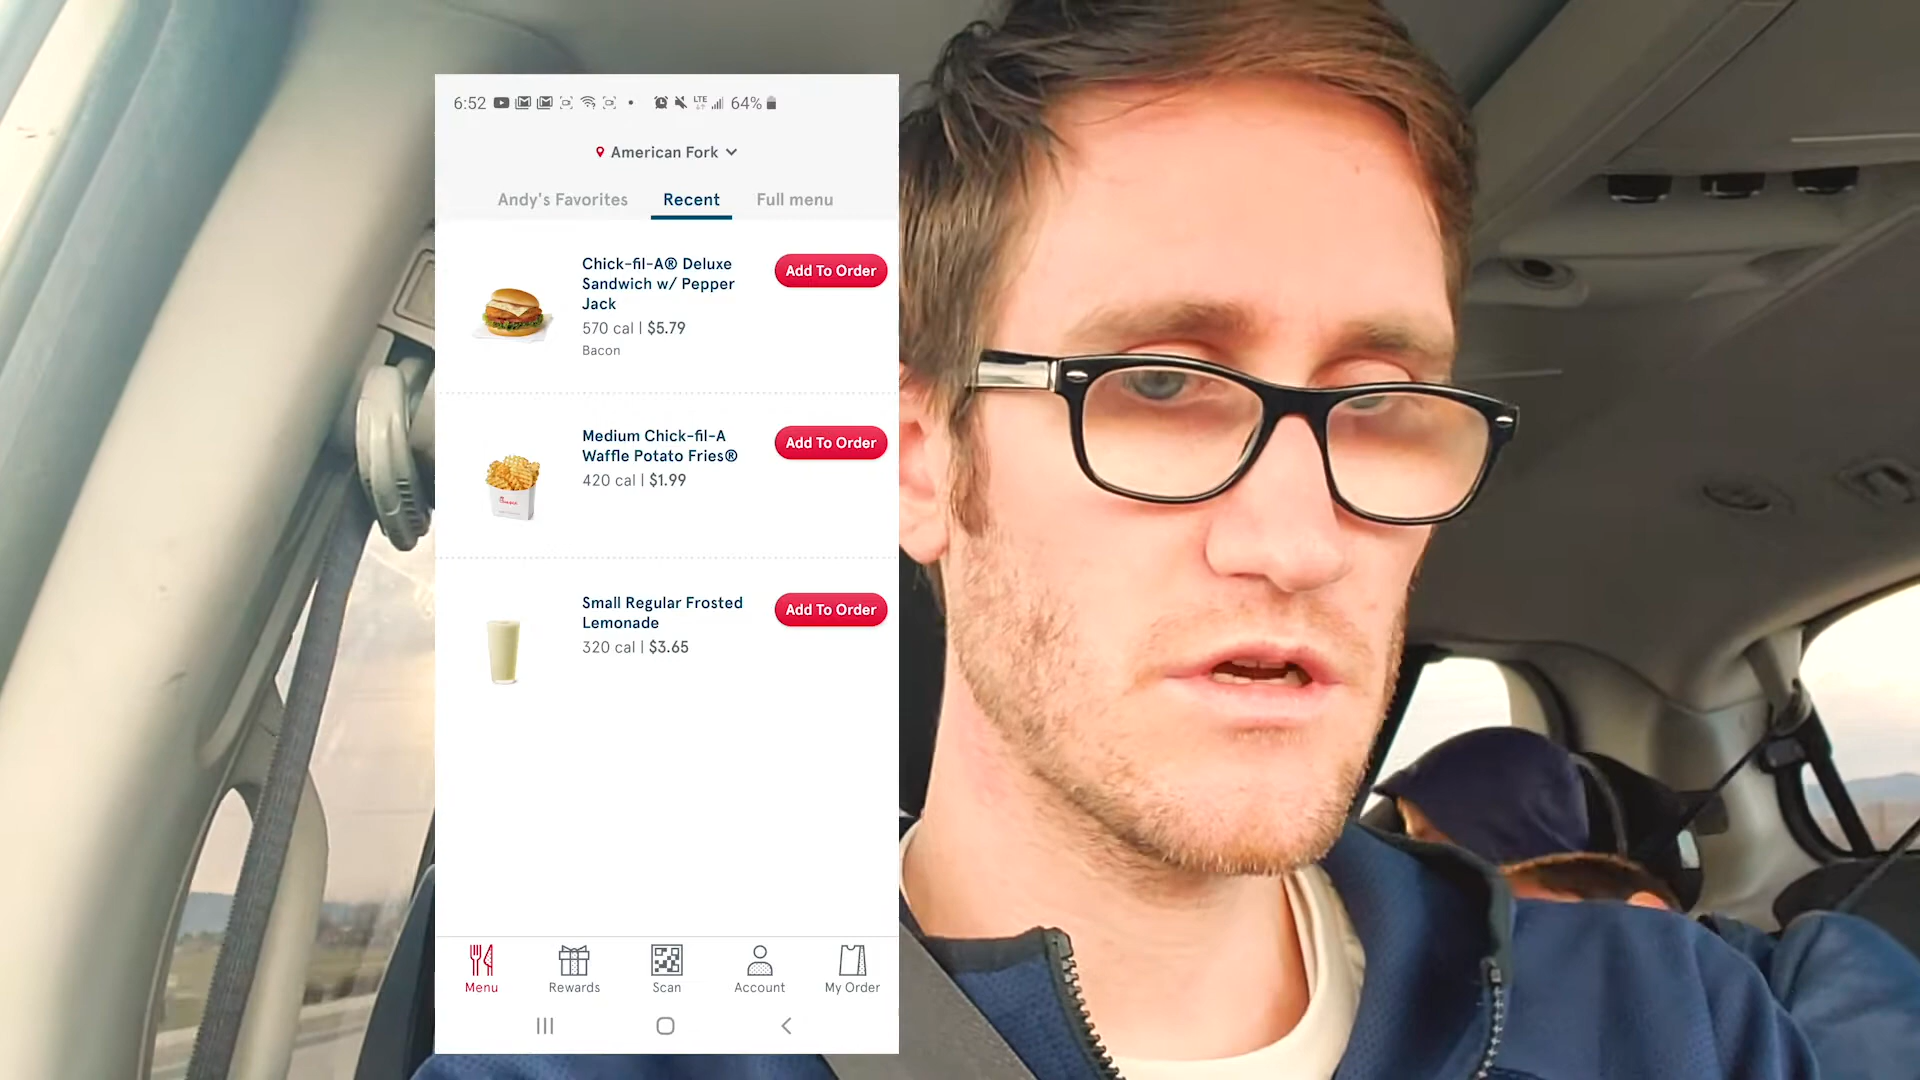 6:52 LTE 64%
American Fork
Andy's Favorites Recent Full menu
Chick-fil-A® Deluxe
Sandwich w/ Pepper
Jack
570 cal | $5.79
Bacon
Add To Order
Medium Chick-fil-A
Waffle Potato Fries®
420 cal | $1.99
Add To Order
Small Regular Frosted
Lemonade
320 cal | $3.65
Add To Order
Menu Rewards Scan Account My Order